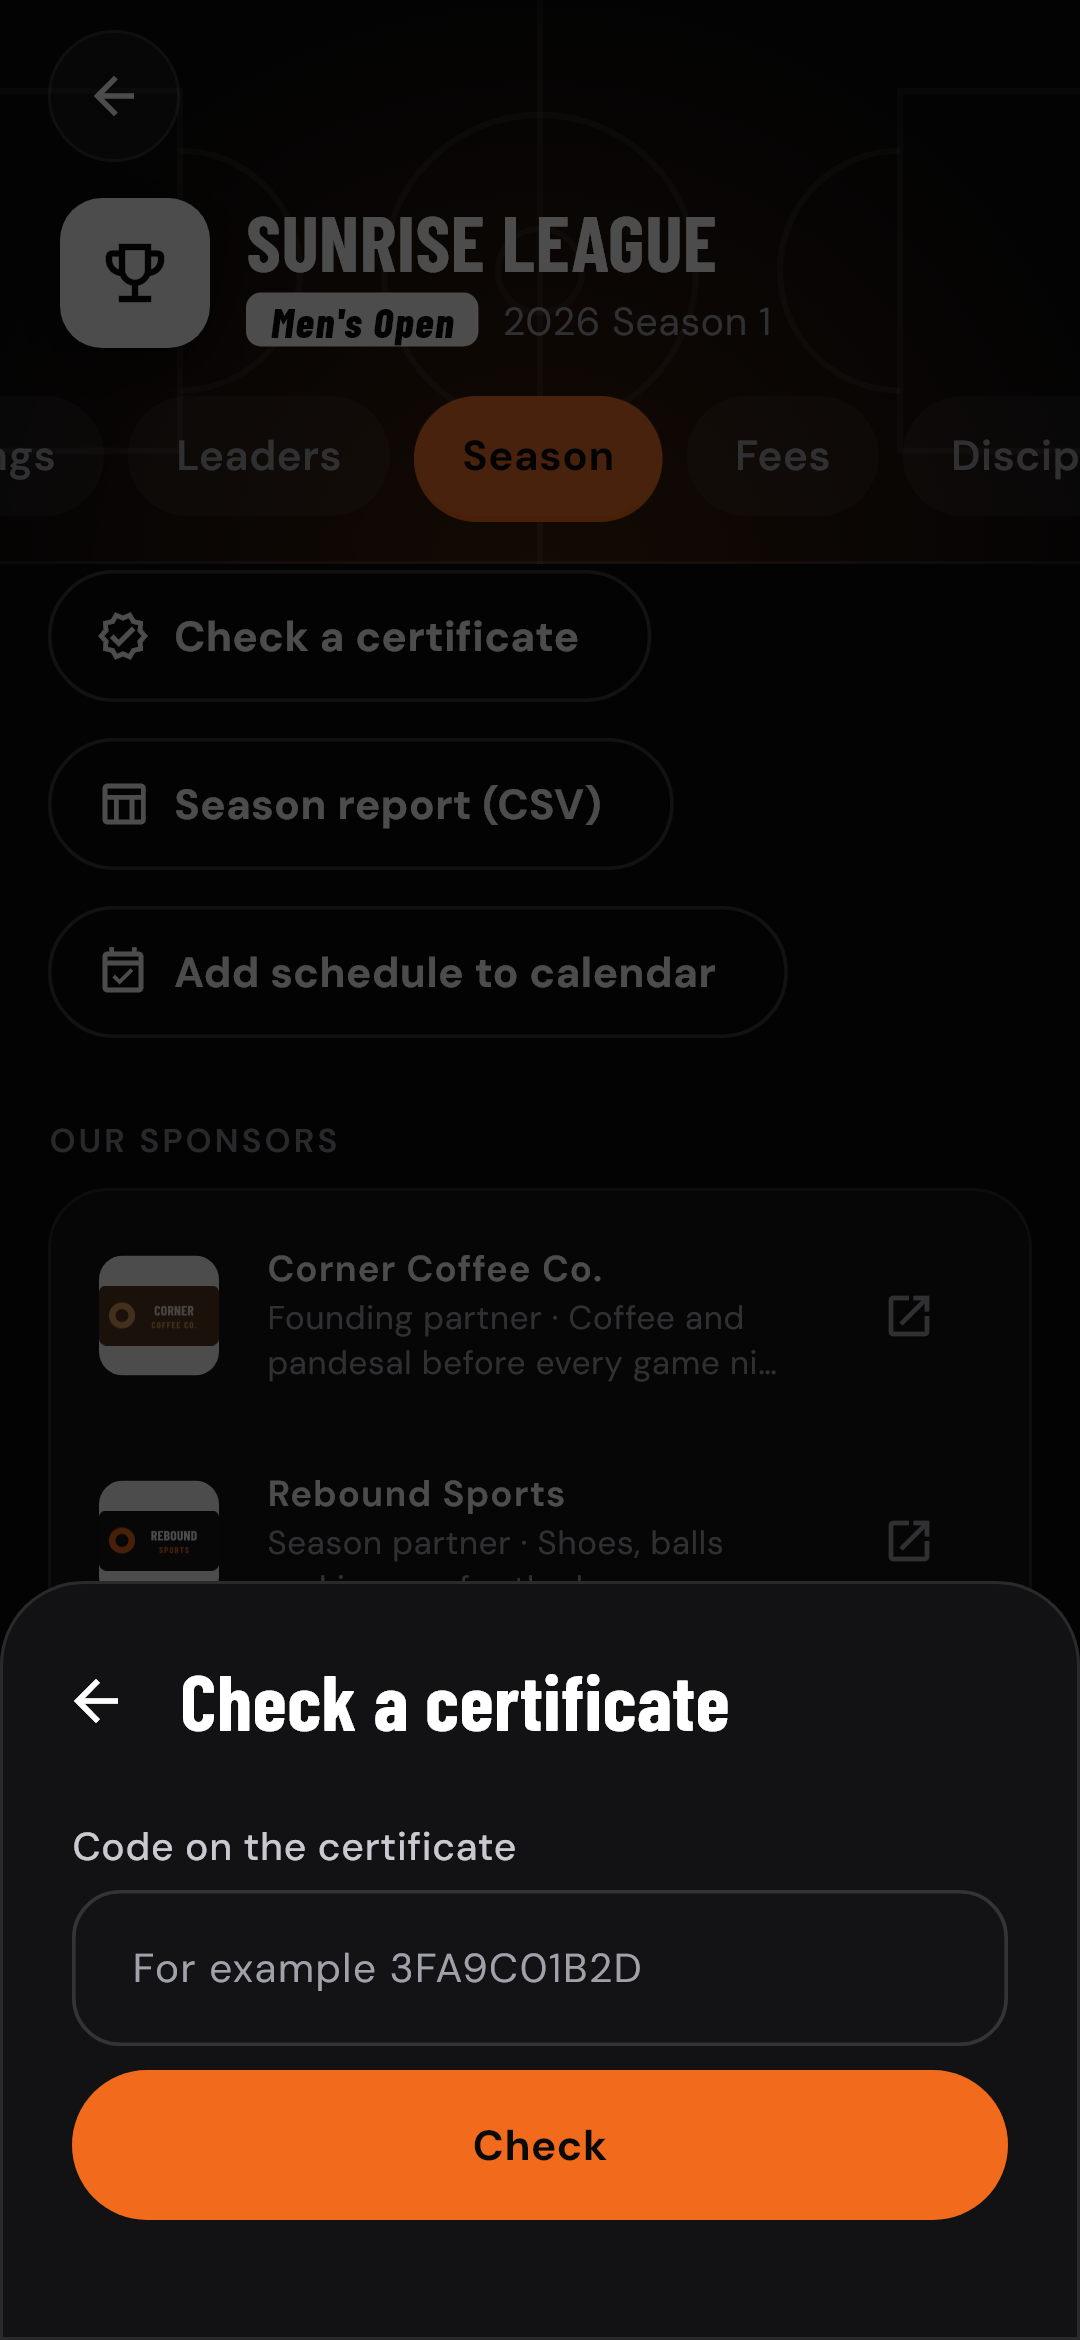 SUNRISE LEAGUE
Men's Open 2026 Season 1
ngs Leaders Season Fees Discip
Check a certificate
Season report (CSV)
Add schedule to calendar
OUR SPONSORS
CORNER
COFFEE CO.
Corner Coffee Co.
Founding partner · Coffee and
pandesal before every game ni...
REBOUND
SPORTS
Rebound Sports
Season partner · Shoes, balls
Check a certificate
Code on the certificate
For example 3FA9C01B2D
Check